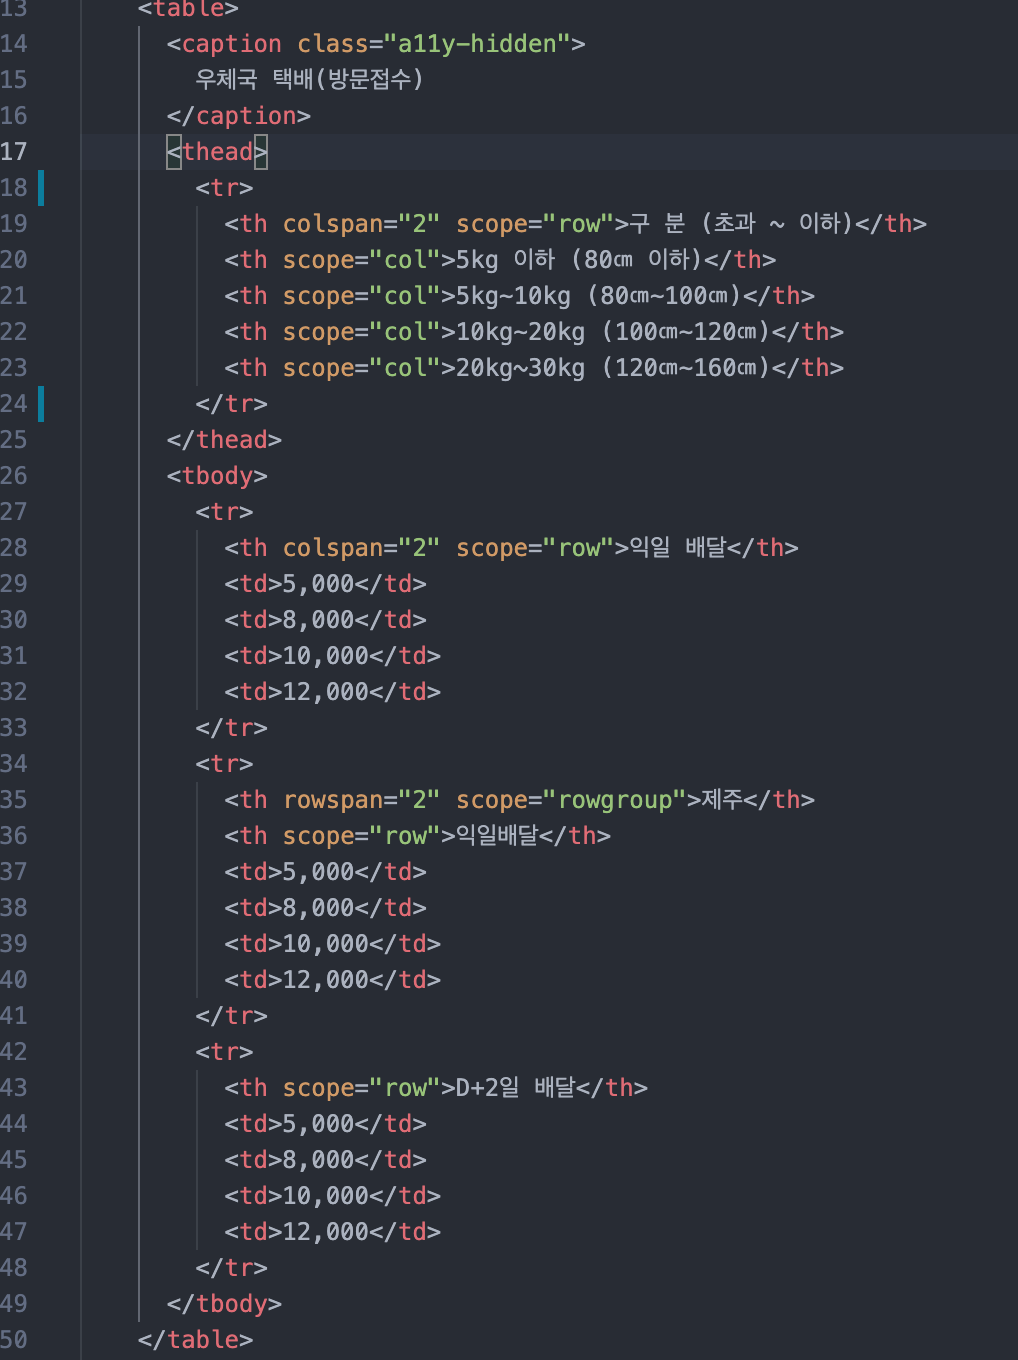 13 <table>
14 <caption class="a11y-hidden">
15 우체국 택배(방문접수)
16 </caption>
17 <thead>
18 <tr>
19 <th colspan="2" scope="row">구 분 (초과 ~ 이하)</th>
20 <th scope="col">5kg 이하 (80㎝ 이하)</th>
21 <th scope="col">5kg~10kg (80㎝~100㎝)</th>
22 <th scope="col">10kg~20kg (100㎝~120㎝)</th>
23 <th scope="col">20kg~30kg (120㎝~160㎝)</th>
24 </tr>
25 </thead>
26 <tbody>
27 <tr>
28 <th colspan="2" scope="row">익일 배달</th>
29 <td>5,000</td>
30 <td>8,000</td>
31 <td>10,000</td>
32 <td>12,000</td>
33 </tr>
34 <tr>
35 <th rowspan="2" scope="rowgroup">제주</th>
36 <th scope="row">익일배달</th>
37 <td>5,000</td>
38 <td>8,000</td>
39 <td>10,000</td>
40 <td>12,000</td>
41 </tr>
42 <tr>
43 <th scope="row">D+2일 배달</th>
44 <td>5,000</td>
45 <td>8,000</td>
46 <td>10,000</td>
47 <td>12,000</td>
48 </tr>
49 </tbody>
50 </table>